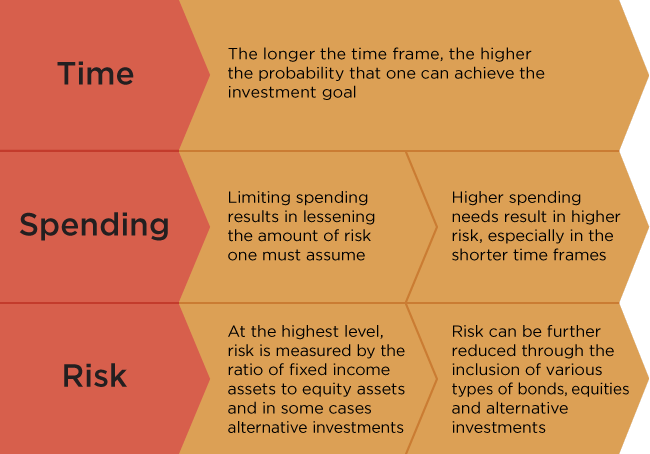 Time
The longer the time frame, the higher
the probability that one can achieve the
investment goal
Spending
Limiting spending
results in lessening
the amount of risk
one must assume
Higher spending
needs result in higher
risk, especially in the
shorter time frames
Risk
At the highest level,
risk is measured by the
ratio of fixed income
assets to equity assets
and in some cases
alternative investments
Risk can be further
reduced through the
inclusion of various
types of bonds, equities
and alternative
investments